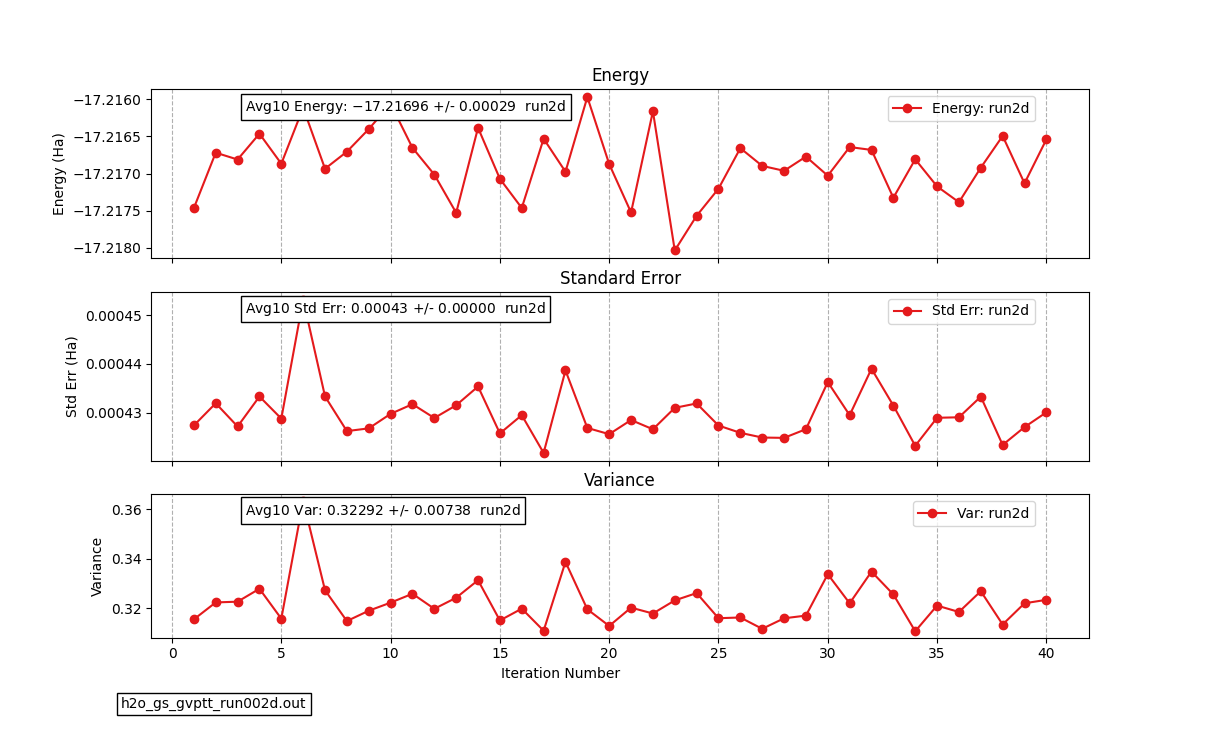 Energy
−17.2160
−17.2165
−17.2170
−17.2175
−17.2180
Energy (Ha)
Avg10 Energy: −17.21696 +/- 0.00029 run2d
Energy: run2d
Standard Error
0.00045
0.00044
0.00043
Std Err (Ha)
Avg10 Std Err: 0.00043 +/- 0.00000 run2d
Std Err: run2d
Variance
0.36
0.34
0.32
Variance
Avg10 Var: 0.32292 +/- 0.00738 run2d
Var: run2d
0 5 10 15 20 25 30 35 40
Iteration Number
h2o_gs_gvptt_run002d.out